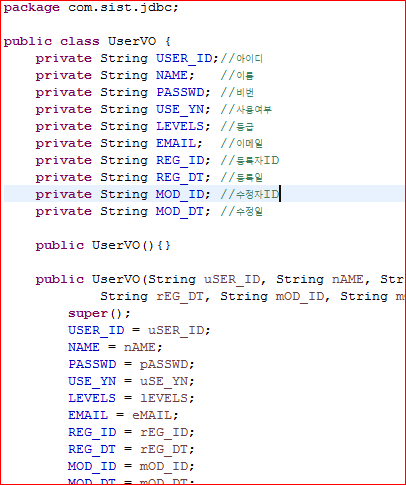 package com.sist.jdbc;
public class UserVO {
private String USER_ID;//아이디
private String NAME;   //이름
private String PASSWD; //비번
private String USE_YN; //사용여부
private String LEVELS; //등급
private String EMAIL;  //이메일
private String REG_ID; //등록자ID
private String REG_DT; //등록일
private String MOD_ID; //수정자ID
private String MOD_DT; //수정일
public UserVO(){}
public UserVO(String uSER_ID, String nAME, Str
String rEG_DT, String mOD_ID, String m
super();
USER_ID = uSER_ID;
NAME = nAME;
PASSWD = pASSWD;
USE_YN = uSE_YN;
LEVELS = lEVELS;
EMAIL = eMAIL;
REG_ID = rEG_ID;
REG_DT = rEG_DT;
MOD_ID = mOD_ID;
MOD_DT = mOD_DT;